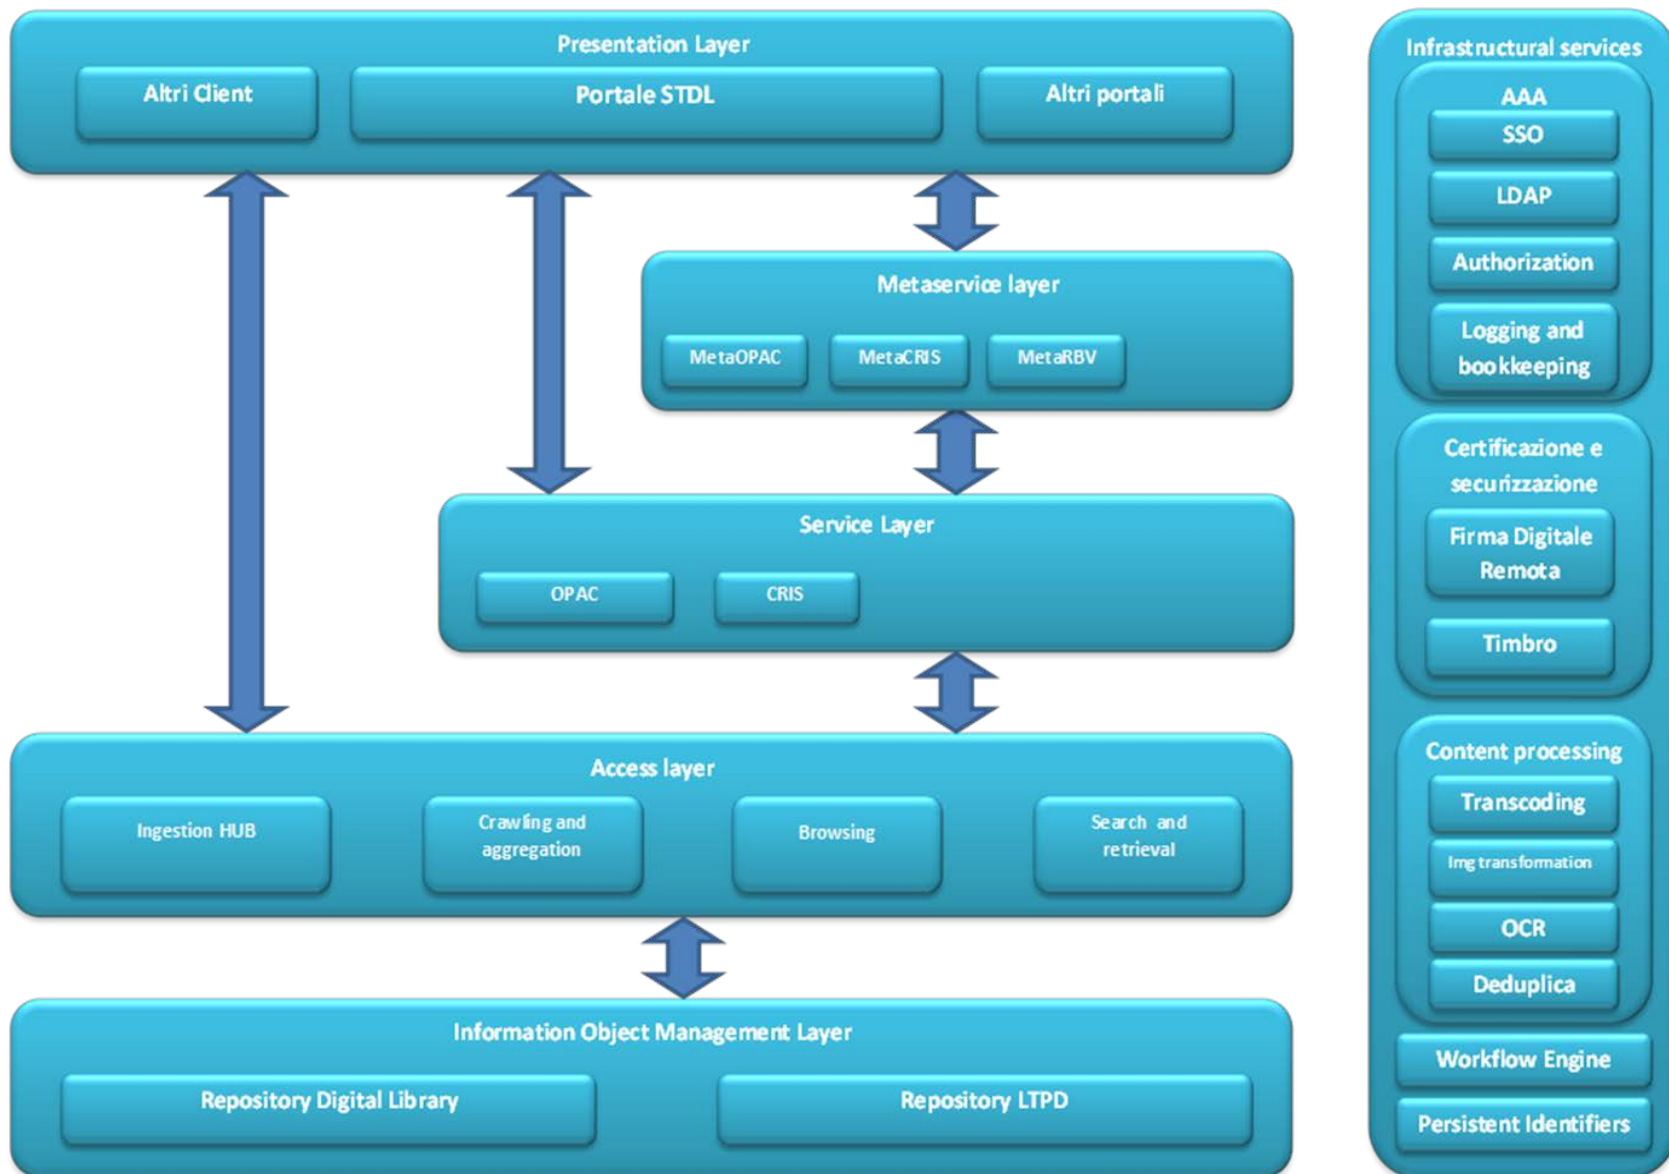 Presentation Layer
Altri Client
Portale STDL
Altri portali
Metaservice layer
MetaOPAC
MetaCRIS
MetaRBV
Service Layer
OPAC
CRIS
Access layer
Ingestion HUB
Crawling and
aggregation
Browsing
Search and
retrieval
Information Object Management Layer
Repository Digital Library
Repository LTPD
Infrastructural services
AAA
SSO
LDAP
Authorization
Logging and
bookkeeping
Certificazione e
securizzazione
Firma Digitale
Remota
Timbro
Content processing
Transcoding
Img transformation
OCR
Deduplica
Workflow Engine
Persistent Identifiers